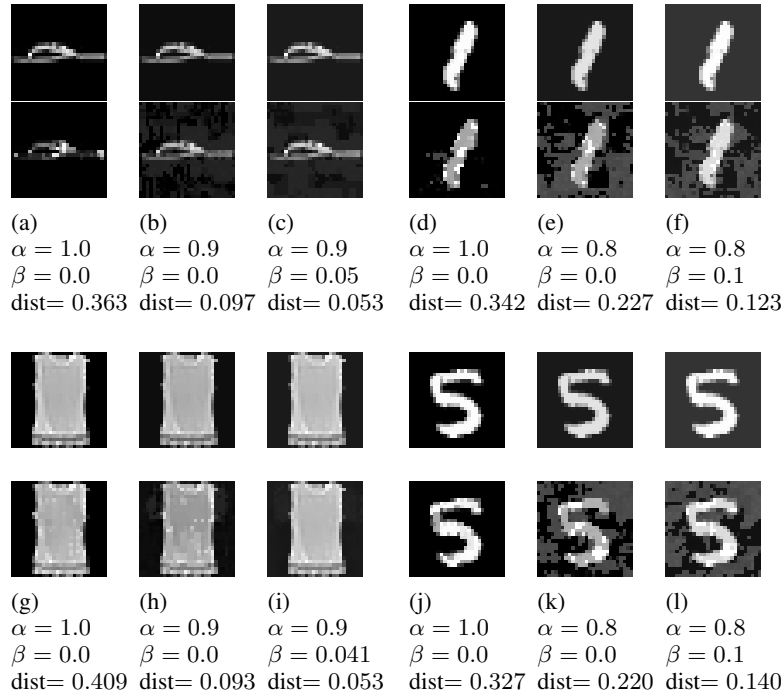 (a)
α = 1.0
β = 0.0
dist= 0.363
(b)
α = 0.9
β = 0.0
dist= 0.097
(c)
α = 0.9
β = 0.05
dist= 0.053
(d)
α = 1.0
β = 0.0
dist= 0.342
(e)
α = 0.8
β = 0.0
dist= 0.227
(f)
α = 0.8
β = 0.1
dist= 0.123
(g)
α = 1.0
β = 0.0
dist= 0.409
(h)
α = 0.9
β = 0.0
dist= 0.093
(i)
α = 0.9
β = 0.041
dist= 0.053
(j)
α = 1.0
β = 0.0
dist= 0.327
(k)
α = 0.8
β = 0.0
dist= 0.220
(l)
α = 0.8
β = 0.1
dist= 0.140